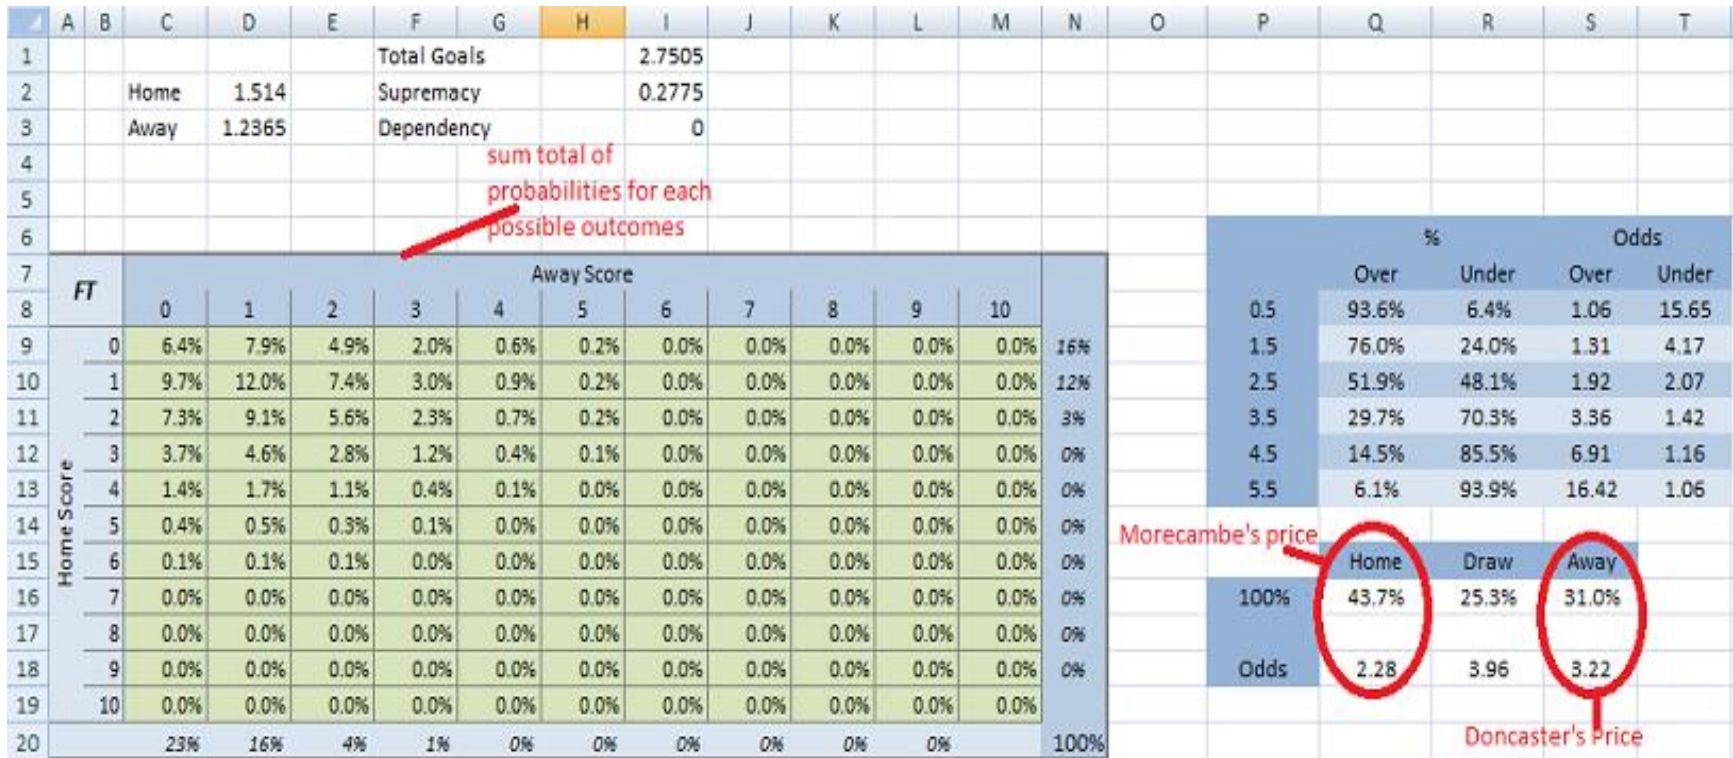 A B C D E F G H I J K L M N O P Q R S T
1 Total Goals 2.7505
2 Home 1.514 Supremacy 0.2775
3 Away 1.2365 Dependency 0
4 sum total of
5 probabilities for each
6 possible outcomes % Odds
7 FT Away Score Over Under Over Under
8 0 1 2 3 4 5 6 7 8 9 10 0.5 93.6% 6.4% 1.06 15.65
9 0 6.4% 7.9% 4.9% 2.0% 0.6% 0.2% 0.0% 0.0% 0.0% 0.0% 0.0% 16% 1.5 76.0% 24.0% 1.31 4.17
10 1 9.7% 12.0% 7.4% 3.0% 0.9% 0.2% 0.0% 0.0% 0.0% 0.0% 0.0% 12% 2.5 51.9% 48.1% 1.92 2.07
11 2 7.3% 9.1% 5.6% 2.3% 0.7% 0.2% 0.0% 0.0% 0.0% 0.0% 0.0% 3% 3.5 29.7% 70.3% 3.36 1.42
12 3 3.7% 4.6% 2.8% 1.2% 0.4% 0.1% 0.0% 0.0% 0.0% 0.0% 0.0% 0% 4.5 14.5% 85.5% 6.91 1.16
13 4 1.4% 1.7% 1.1% 0.4% 0.1% 0.0% 0.0% 0.0% 0.0% 0.0% 0.0% 0% 5.5 6.1% 93.9% 16.42 1.06
Home Score
14 5 0.4% 0.5% 0.3% 0.1% 0.0% 0.0% 0.0% 0.0% 0.0% 0.0% 0.0% 0% Morecambe's price
15 6 0.1% 0.1% 0.1% 0.0% 0.0% 0.0% 0.0% 0.0% 0.0% 0.0% 0.0% 0% Home Draw Away
16 7 0.0% 0.0% 0.0% 0.0% 0.0% 0.0% 0.0% 0.0% 0.0% 0.0% 0.0% 0% 100% 43.7% 25.3% 31.0%
17 8 0.0% 0.0% 0.0% 0.0% 0.0% 0.0% 0.0% 0.0% 0.0% 0.0% 0.0% 0%
18 9 0.0% 0.0% 0.0% 0.0% 0.0% 0.0% 0.0% 0.0% 0.0% 0.0% 0.0% 0% Odds 2.28 3.96 3.22
19 10 0.0% 0.0% 0.0% 0.0% 0.0% 0.0% 0.0% 0.0% 0.0% 0.0% 0.0%
20 23% 16% 4% 1% 0% 0% 0% 0% 0% 0% 100% Doncaster's Price